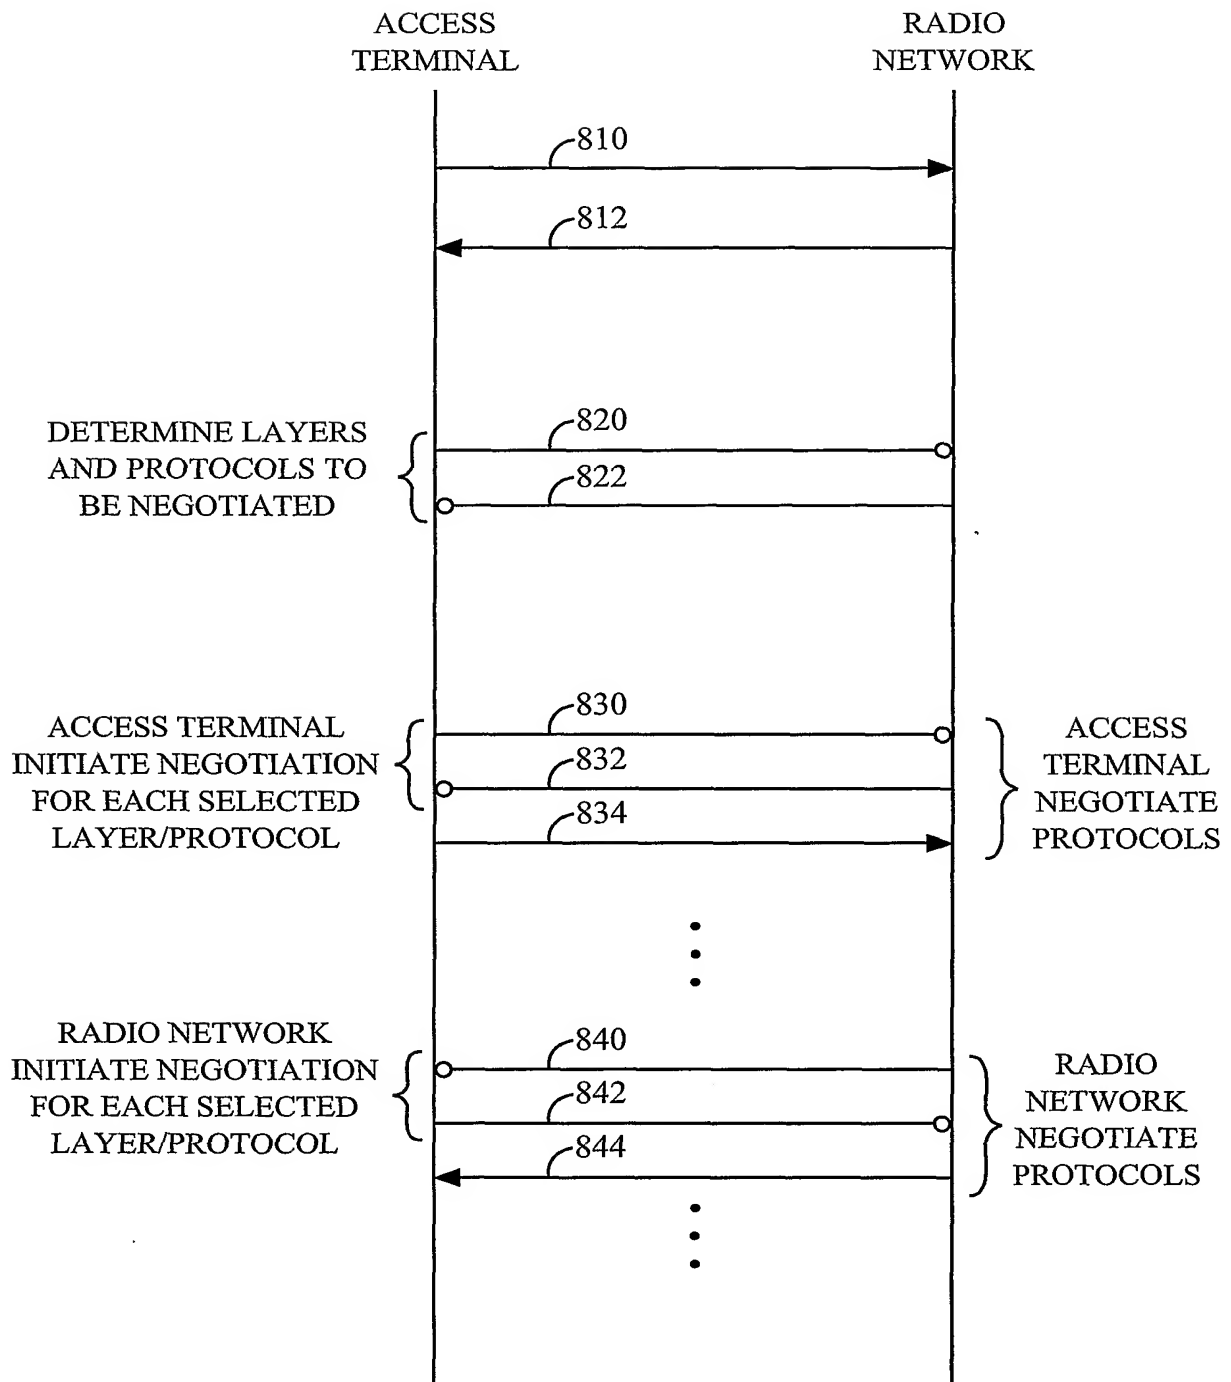 ACCESS
TERMINAL
RADIO
NETWORK
810
812
DETERMINE LAYERS
AND PROTOCOLS TO
BE NEGOTIATED
820
822
ACCESS TERMINAL
INITIATE NEGOTIATION
FOR EACH SELECTED
LAYER/PROTOCOL
830
832
834
ACCESS
TERMINAL
NEGOTIATE
PROTOCOLS
RADIO NETWORK
INITIATE NEGOTIATION
FOR EACH SELECTED
LAYER/PROTOCOL
840
842
844
RADIO
NETWORK
NEGOTIATE
PROTOCOLS